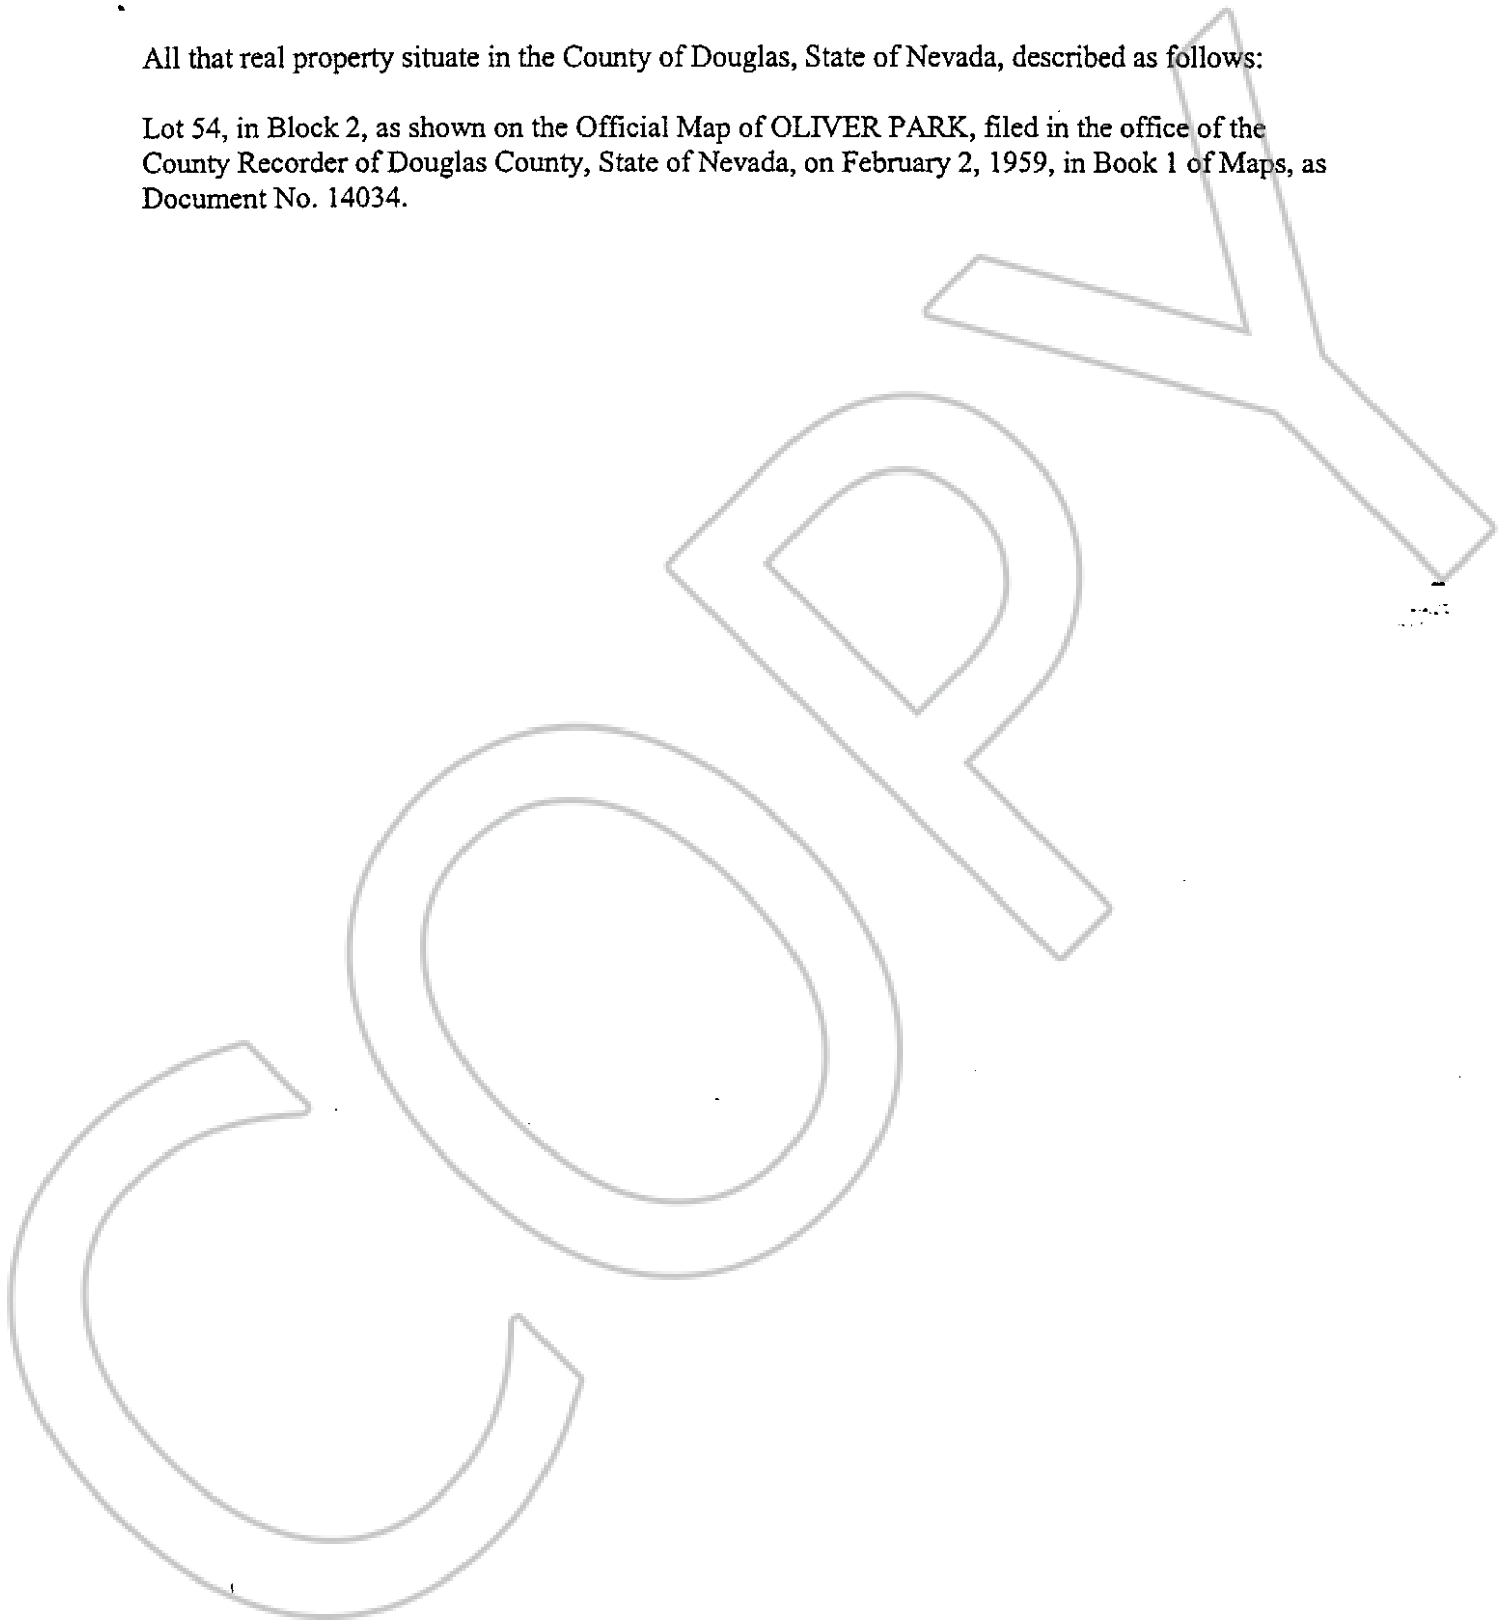 All that real property situate in the County of Douglas, State of Nevada, described as follows:
Lot 54, in Block 2, as shown on the Official Map of OLIVER PARK, filed in the office of the
County Recorder of Douglas County, State of Nevada, on February 2, 1959, in Book 1 of Maps, as
Document No. 14034.
COPY